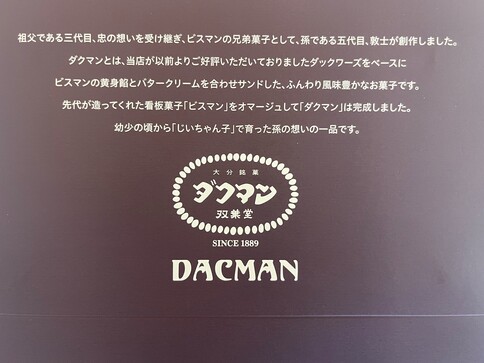 祖父である三代目、忠の想いを受け継ぎ、ビスマンの兄弟菓子として、孫である五代目、敦士が創作しました。
ダクマンとは、当店が以前よりご好評いただいておりましたダックワーズをベースに
ビスマンの黄身餡とバタークリームを合わせサンドした、ふんわり風味豊かなお菓子です。
先代が造ってくれた看板菓子「ビスマン」をオマージュして「ダクマン」は完成しました。
幼少の頃から「じいちゃん子」で育った孫の想いの一品です。
大分銘菓
ダクマン
双葉堂
SINCE 1889
DACMAN